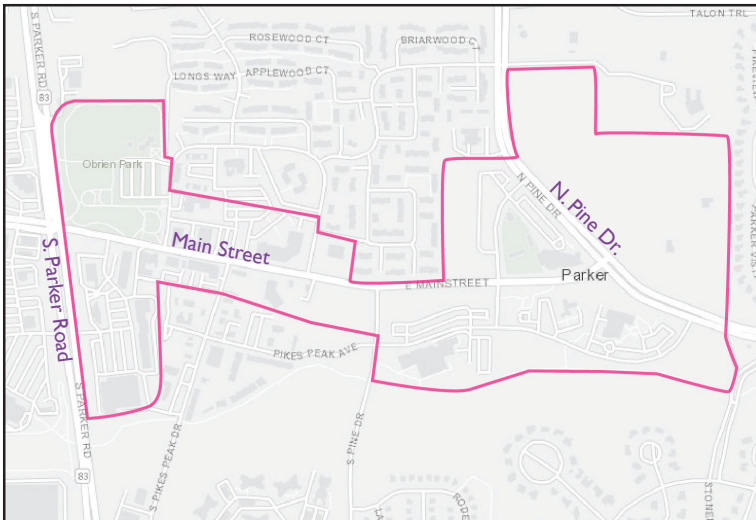 TALON TRL
S PARKER RD
ROSEWOOD CT
BRIARWOOD CT
LONGS WAY
APPLEWOOD CT
83
Obrien Park
N PINE DR
N. Pine Dr.
Main Street
S. Parker Road
E MAINSTREET
Parker
PIKES PEAK AVE
S PARKER RD
83
S PIKES PEAK DR
S PINE DR